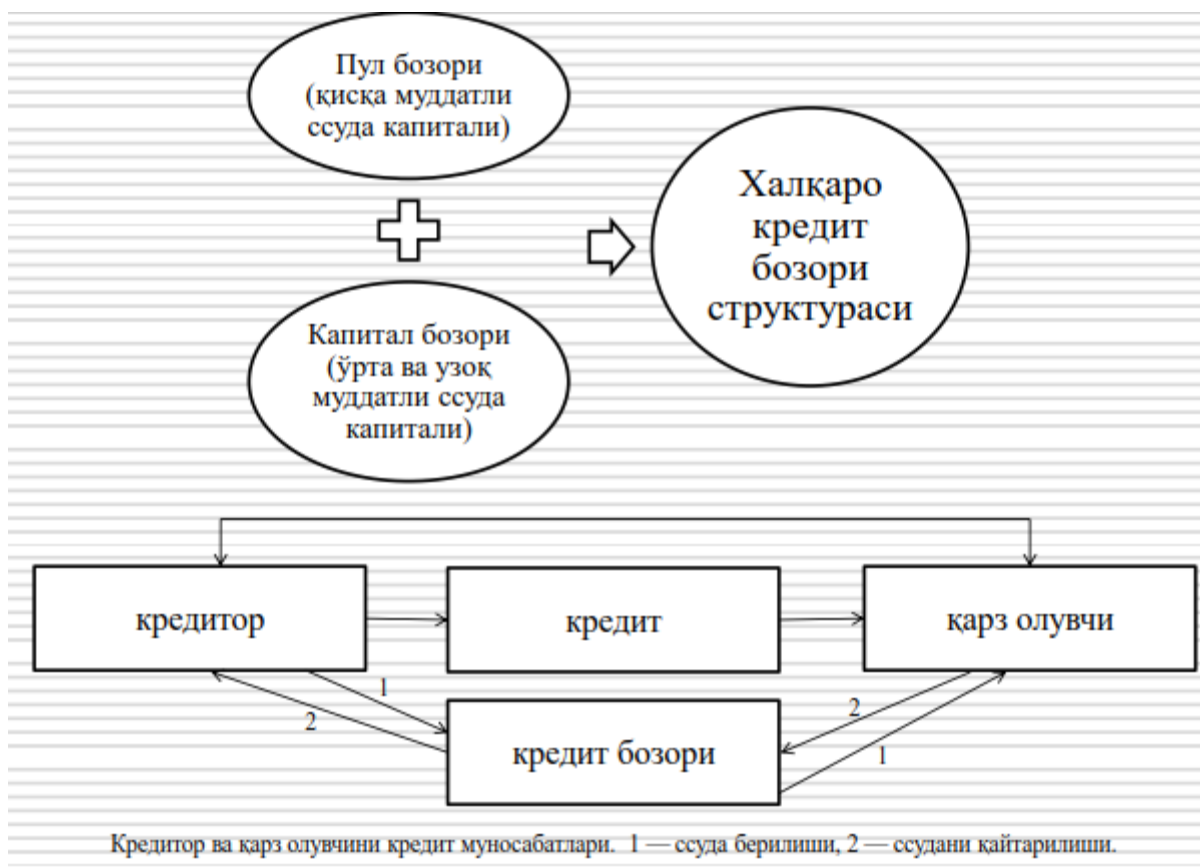 Пул бозори
(қисқа муддатли
ссуда капитали)
Халқаро
кредит
бозори
структураси
Капитал бозори
(ўрта ва узоқ
муддатли ссуда
капитали)
кредитор
кредит
қарз олувчи
1
2
2
1
кредит бозори
Кредитор ва қарз олувчини кредит муносабатлари. 1 — ссуда берилиши, 2 — ссудани қайтарилиши.